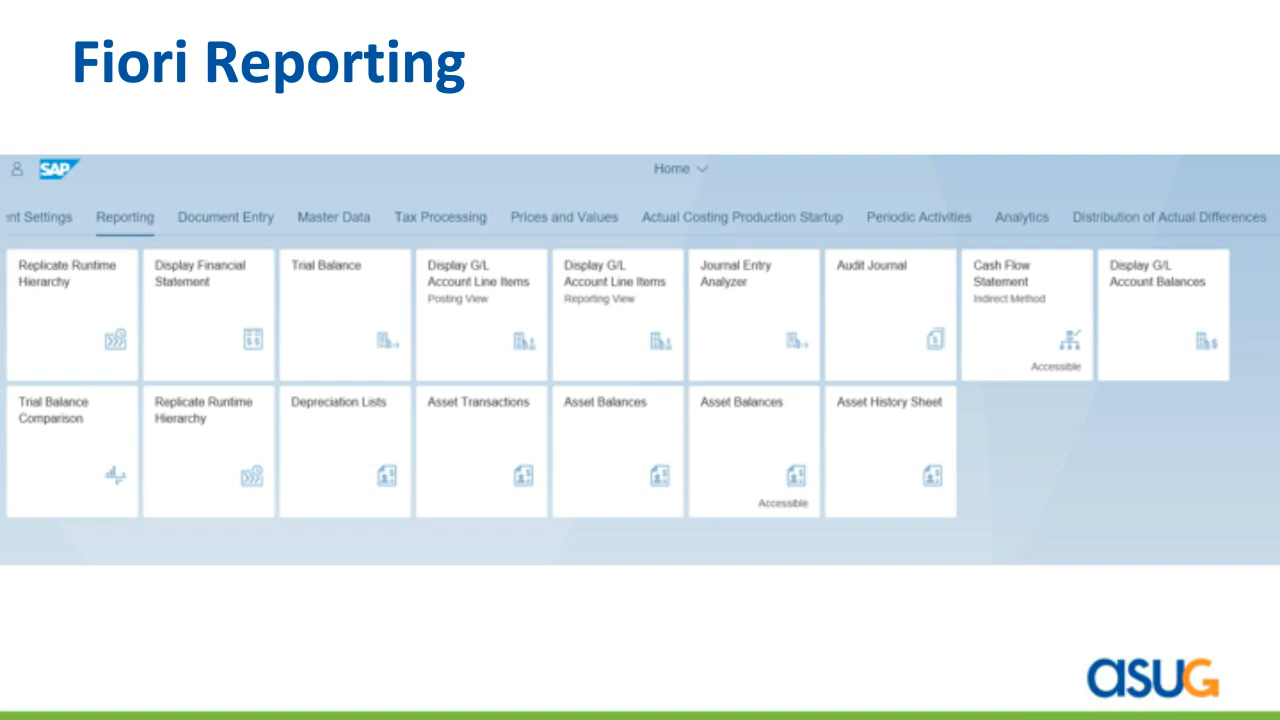 Fiori Reporting
SAP
Home
nt Settings
Reporting
Document Entry
Master Data
Tax Processing
Prices and Values
Actual Costing Production Startup
Periodic Activities
Analytics
Distribution of Actual Differences
Replicate Runtime
Hierarchy
Display Financial
Statement
Trial Balance
Display G/L
Account Line Items
Posting View
Display G/L
Account Line Items
Reporting View
Journal Entry
Analyzer
Audit Journal
Cash Flow
Statement
Indirect Method
Accessible
Display G/L
Account Balances
Trial Balance
Comparison
Replicate Runtime
Hierarchy
Depreciation Lists
Asset Transactions
Asset Balances
Asset Balances
Accessible
Asset History Sheet
asuG